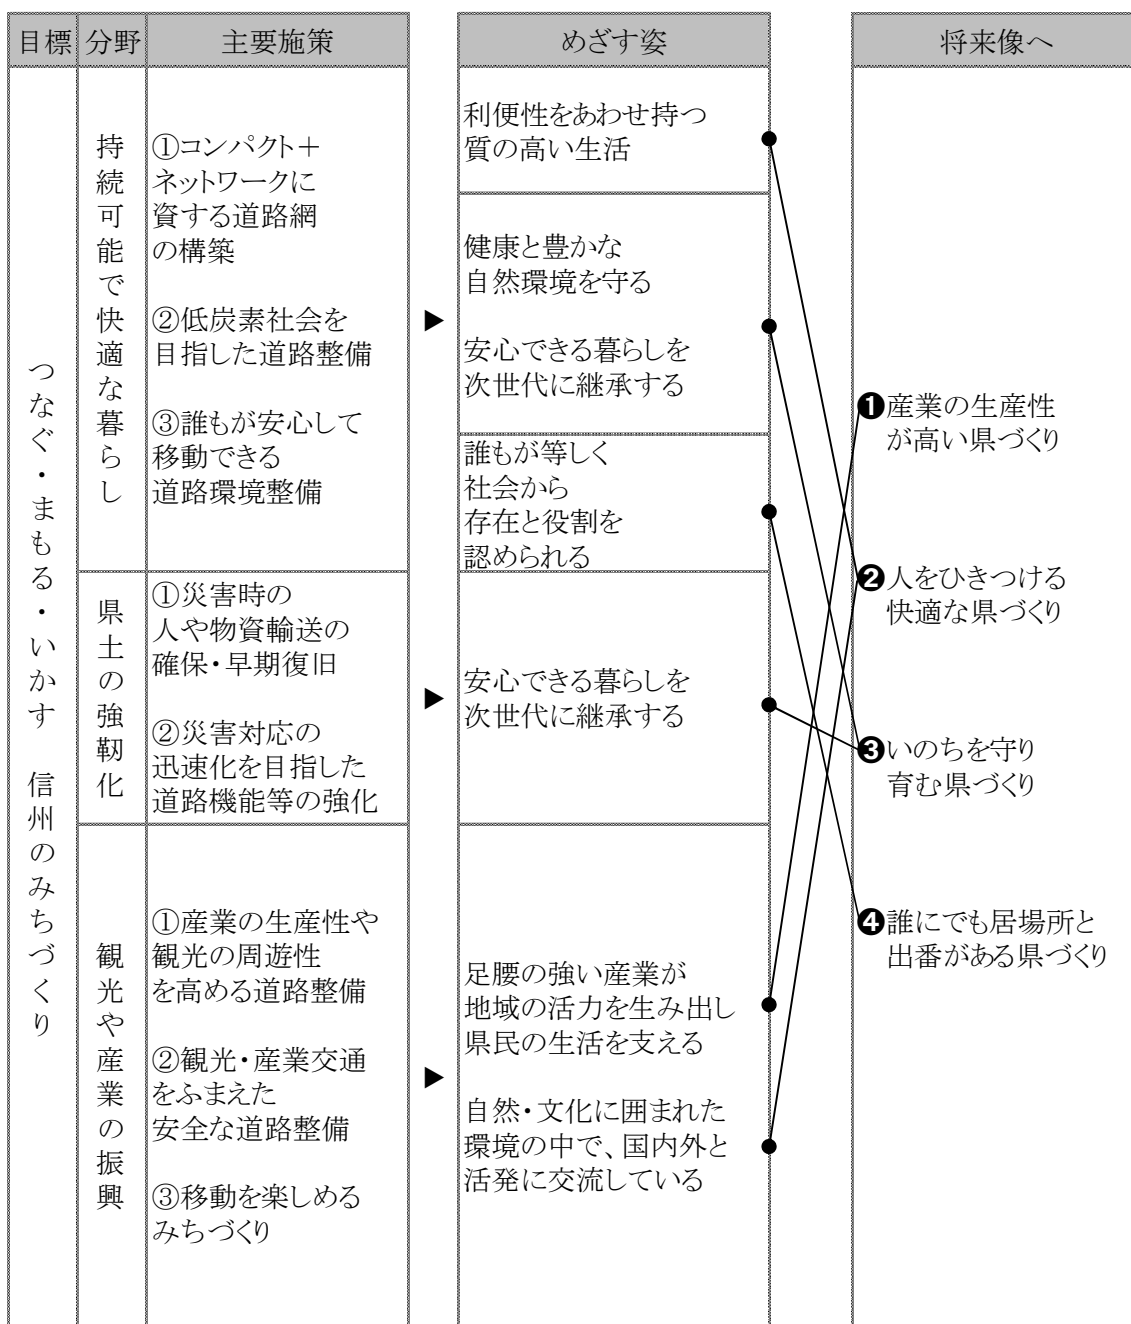 目標
分野
主要施策
めざす姿
将来像へ
つなぐ・まもる・いかす　信州のみちづくり
持続可能で快適な暮らし
①コンパクト＋
ネットワークに
資する道路網
の構築
②低炭素社会を
目指した道路整備
③誰もが安心して
移動できる
道路環境整備
▶
利便性をあわせ持つ
質の高い生活
健康と豊かな
自然環境を守る
安心できる暮らしを
次世代に継承する
誰もが等しく
社会から
存在と役割を
認められる
県土の強靭化
①災害時の
人や物資輸送の
確保・早期復旧
②災害対応の
迅速化を目指した
道路機能等の強化
▶
安心できる暮らしを
次世代に継承する
観光や産業の振興
①産業の生産性や
観光の周遊性
を高める道路整備
②観光・産業交通
をふまえた
安全な道路整備
③移動を楽しめる
みちづくり
▶
足腰の強い産業が
地域の活力を生み出し
県民の生活を支える
自然・文化に囲まれた
環境の中で、国内外と
活発に交流している
❶産業の生産性
が高い県づくり
❷人をひきつける
快適な県づくり
❸いのちを守り
育む県づくり
❹誰にでも居場所と
出番がある県づくり